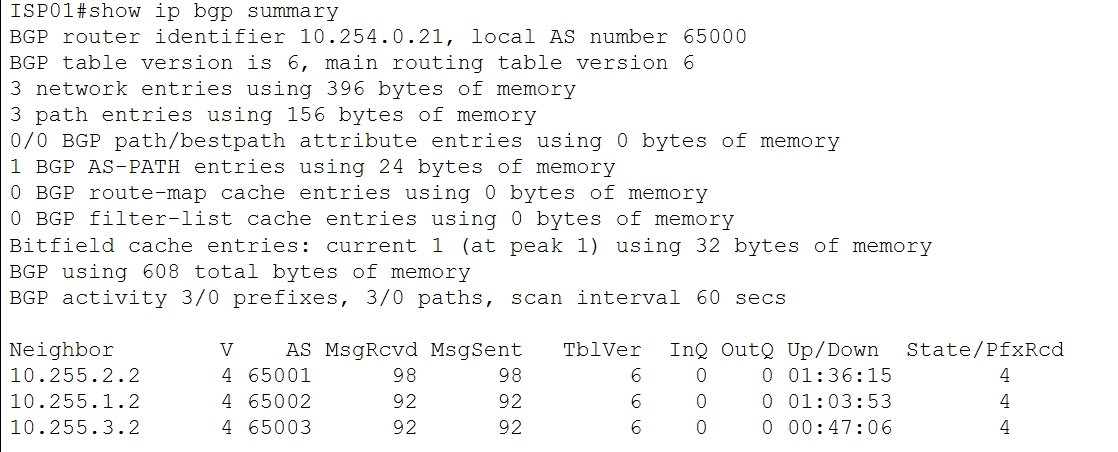 ISP01#show ip bgp summary
BGP router identifier 10.254.0.21, local AS number 65000
BGP table version is 6, main routing table version 6
3 network entries using 396 bytes of memory
3 path entries using 156 bytes of memory
0/0 BGP path/bestpath attribute entries using 0 bytes of memory
1 BGP AS-PATH entries using 24 bytes of memory
0 BGP route-map cache entries using 0 bytes of memory
0 BGP filter-list cache entries using 0 bytes of memory
Bitfield cache entries: current 1 (at peak 1) using 32 bytes of memory
BGP using 608 total bytes of memory
BGP activity 3/0 prefixes, 3/0 paths, scan interval 60 secs
Neighbor        V    AS MsgRcvd MsgSent   TblVer  InQ OutQ Up/Down  State/PfxRcd
10.255.2.2      4 65001      98      98        6    0    0 01:36:15        4
10.255.1.2      4 65002      92      92        6    0    0 01:03:53        4
10.255.3.2      4 65003      92      92        6    0    0 00:47:06        4